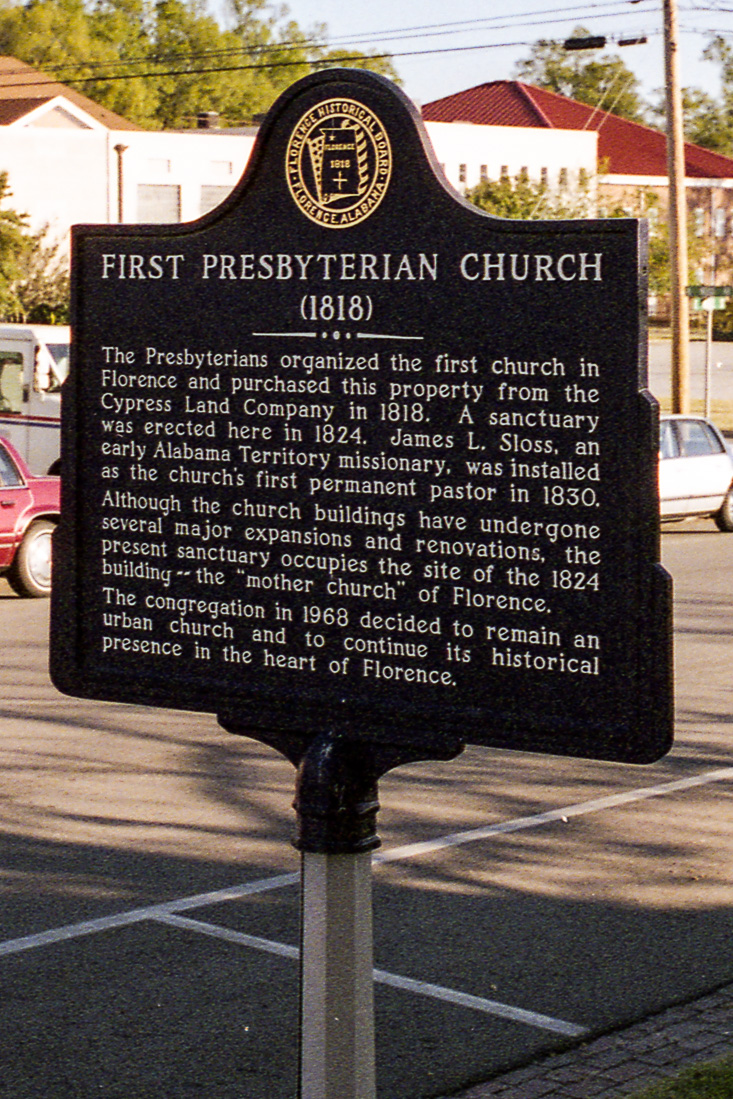 FLORENCE HISTORICAL BOARD
FLORENCE, ALABAMA
FLORENCE
1818
FIRST PRESBYTERIAN CHURCH
(1818)
The Presbyterians organized the first church in
Florence and purchased this property from the
Cypress Land Company in 1818. A sanctuary
was erected here in 1824. James L. Sloss, an
early Alabama Territory missionary, was installed
as the church's first permanent pastor in 1830.
Although the church buildings have undergone
several major expansions and renovations, the
present sanctuary occupies the site of the 1824
building--the "mother church" of Florence.
The congregation in 1968 decided to remain an
urban church and to continue its historical
presence in the heart of Florence.